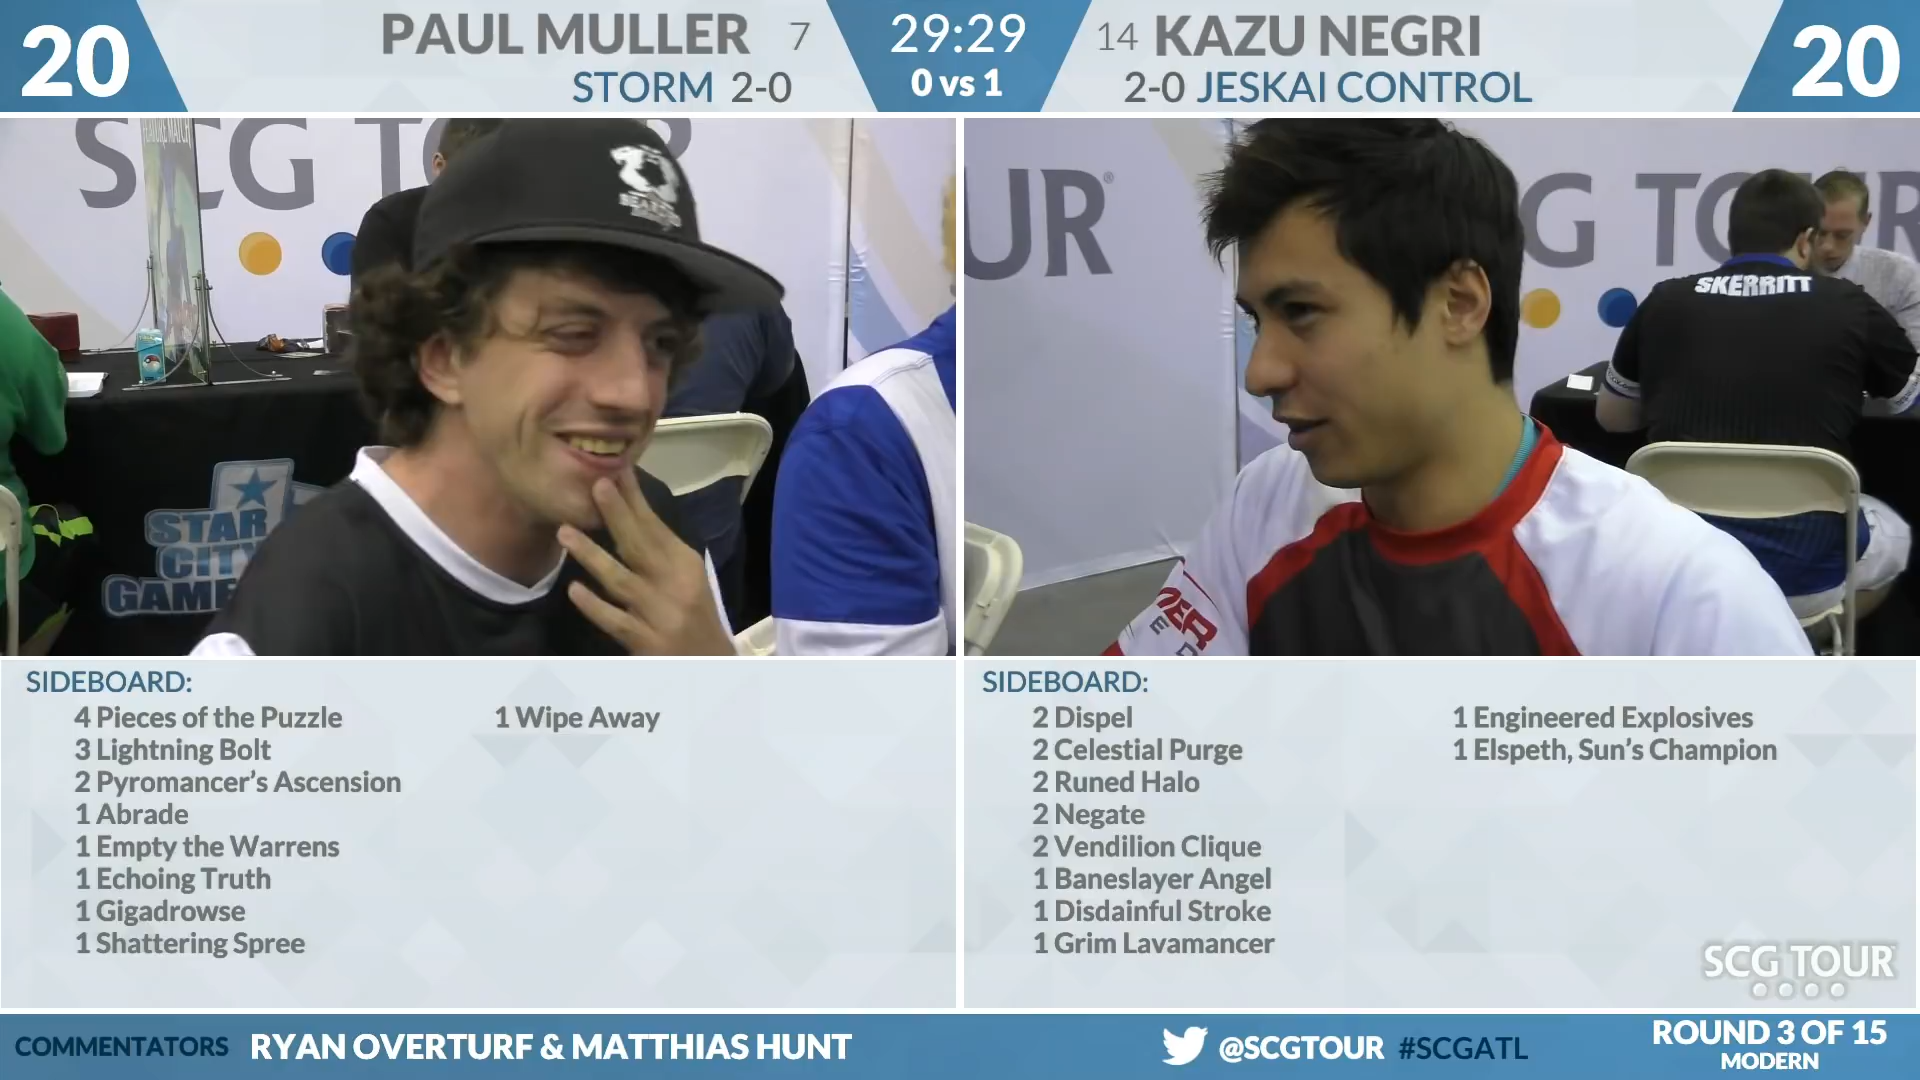 20
PAUL MULLER 7
STORM 2-0
29:29
0 vs 1
14 KAZU NEGRI
2-0 JESKAI CONTROL
20
SCG TO
STAR
CITY
GAME
UR
G TOUR
SKERRITT
SIDEBOARD:
4 Pieces of the Puzzle
3 Lightning Bolt
2 Pyromancer's Ascension
1 Abrade
1 Empty the Warrens
1 Echoing Truth
1 Gigadrowse
1 Shattering Spree
1 Wipe Away
SIDEBOARD:
2 Dispel
2 Celestial Purge
2 Runed Halo
2 Negate
2 Vendilion Clique
1 Baneslayer Angel
1 Disdainful Stroke
1 Grim Lavamancer
1 Engineered Explosives
1 Elspeth, Sun's Champion
SCG TOUR
COMMENTATORS RYAN OVERTURF & MATTHIAS HUNT
@SCGTOUR #SCGATL
ROUND 3 OF 15
MODERN